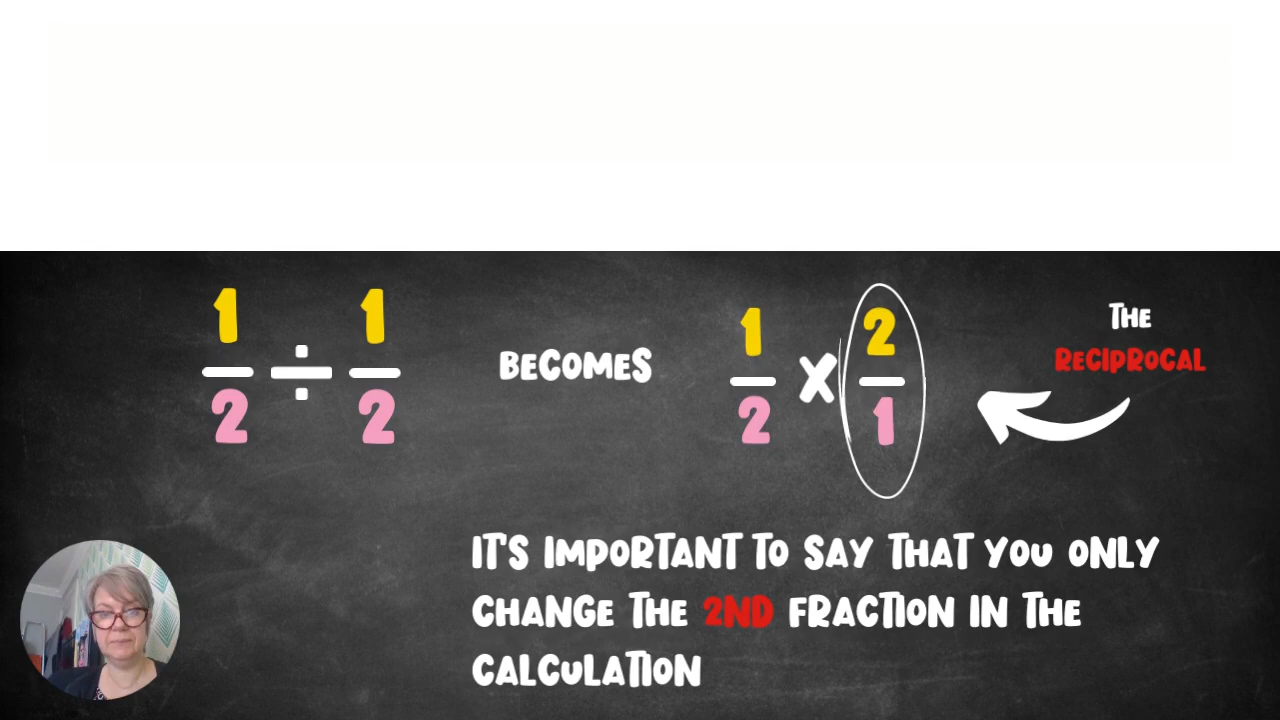 1/2 ÷ 1/2 BECOMES 1/2 X 2/1 THE
RECIPROCAL
IT'S IMPORTANT TO SAY THAT YOU ONLY
CHANGE THE 2ND FRACTION IN THE
CALCULATION